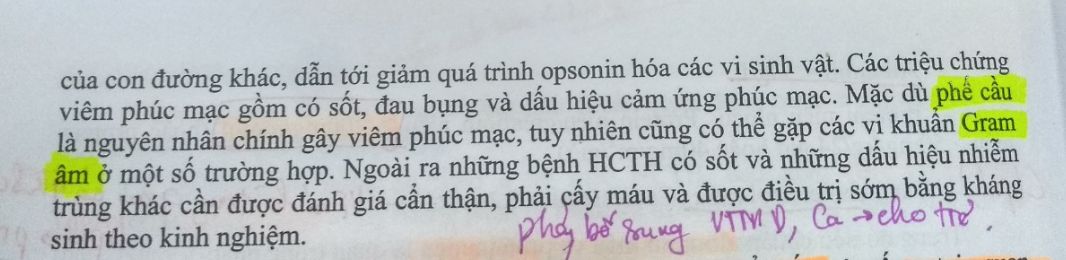 của con đường khác, dẫn tới giảm quá trình opsonin hóa các vi sinh vật. Các triệu chứng
viêm phúc mạc gồm có sốt, đau bụng và dấu hiệu cảm ứng phúc mạc. Mặc dù phế cầu
là nguyên nhân chính gây viêm phúc mạc, tuy nhiên cũng có thể gặp các vi khuẩn Gram
âm ở một số trường hợp. Ngoài ra những bệnh HCTH có sốt và những dấu hiệu nhiễm
trùng khác cần được đánh giá cẩn thận, phải cấy máu và được điều trị sớm bằng kháng
sinh theo kinh nghiệm.
bổ sung VTM D, Ca → cho trẻ.